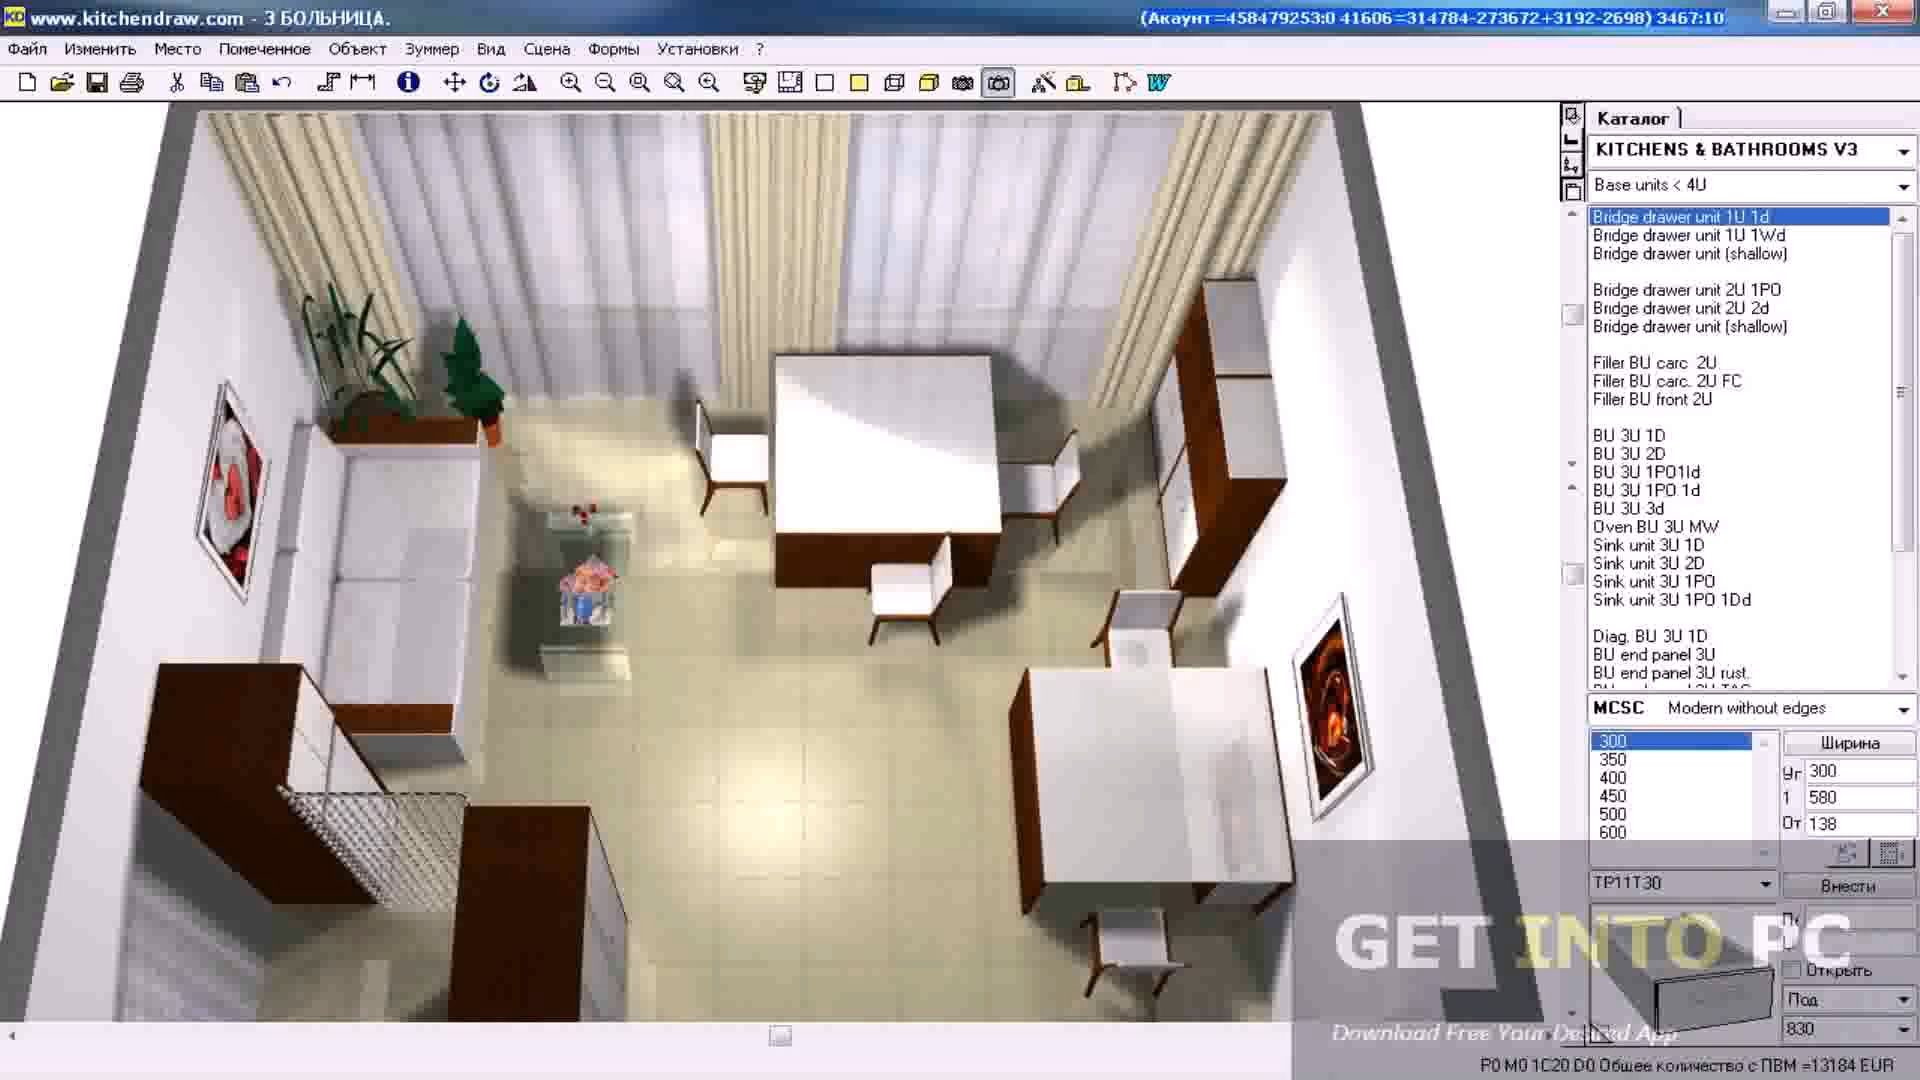 KD www.kitchendraw.com - 3 БОЛЬНИЦА.
(Акаунт=458479253:0 41606=314784-273672+3192-2698) 3467:10
Файл Изменить Место Помеченное Объект Зуммер Вид Сцена Формы Установки ?
Каталог
KITCHENS & BATHROOMS V3
Base units < 4U
Bridge drawer unit 1U 1d
Bridge drawer unit 1U 1Wd
Bridge drawer unit (shallow)
Bridge drawer unit 2U 1PO
Bridge drawer unit 2U 2d
Bridge drawer unit (shallow)
Filler BU carc 2U
Filler BU carc. 2U FC
Filler BU front 2U
BU 3U 1D
BU 3U 2D
BU 3U 1PO1Id
BU 3U 1PO 1d
BU 3U 3d
Oven BU 3U MW
Sink unit 3U 1D
Sink unit 3U 2D
Sink unit 3U 1PO
Sink unit 3U 1PO 1Dd
Diag. BU 3U 1D
BU end panel 3U
BU end panel 3U rust.
MCSC Modern without edges
300
350
400
450
500
600
Ширина
Уг 300
1 580
От 138
TP11T30
Внести
Открыть
Под
830
GET INTO PC
Download Free Your Desired App
P0 M0 1C20 D0 Общее количество с ПВМ =13184 EUR